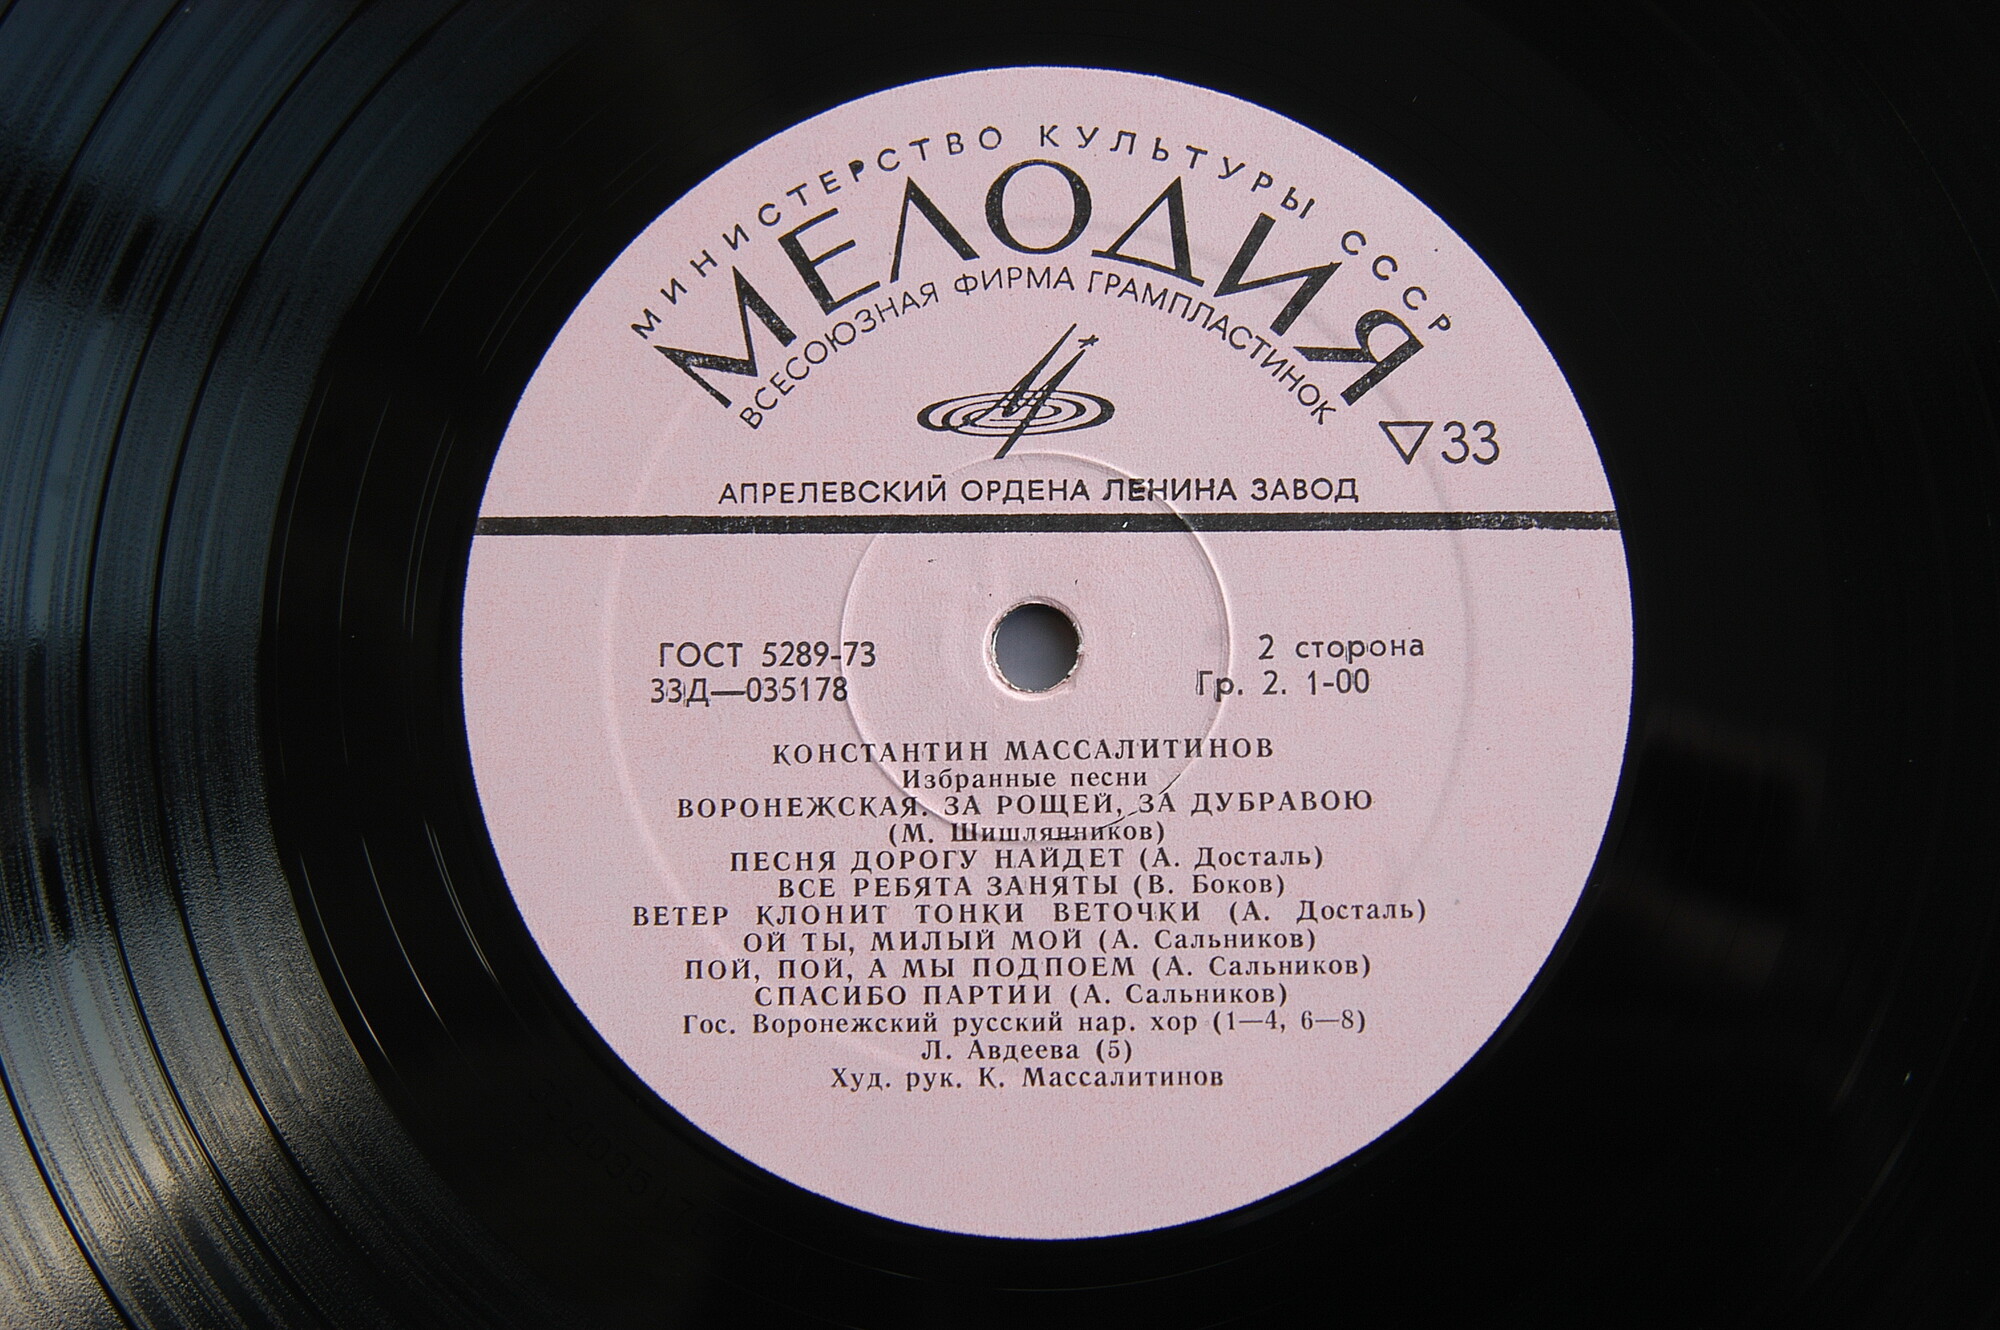 МИНИСТЕРСТВО КУЛЬТУРЫ СССР
МЕЛОДИЯ
ВСЕСОЮЗНАЯ ФИРМА ГРАМПЛАСТИНОК
▽33
АПРЕЛЕВСКИЙ ОРДЕНА ЛЕНИНА ЗАВОД
ГОСТ 5289-73
2 сторона
33Д—035178
Гр. 2. 1-00
КОНСТАНТИН МАССАЛИТИНОВ
Избранные песни
ВОРОНЕЖСКАЯ. ЗА РОЩЕЙ, ЗА ДУБРАВОЮ
(М. Шишлянников)
ПЕСНЯ ДОРОГУ НАЙДЕТ (А. Досталь)
ВСЕ РЕБЯТА ЗАНЯТЫ (В. Боков)
ВЕТЕР КЛОНИТ ТОНКИ ВЕТОЧКИ (А. Досталь)
ОЙ ТЫ, МИЛЫЙ МОЙ (А. Сальников)
ПОЙ, ПОЙ, А МЫ ПОДПОЕМ (А. Сальников)
СПАСИБО ПАРТИИ (А. Сальников)
Гос. Воронежский русский нар. хор (1—4, 6—8)
Л. Авдеева (5)
Худ. рук. К. Массалитинов